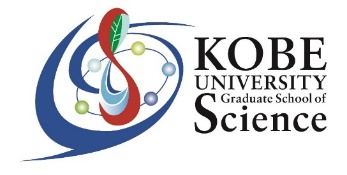 KOBE
UNIVERSITY
Graduate School of
Science